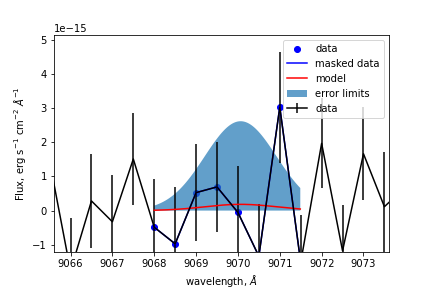 1e−15
5
4
3
2
1
0
−1
Flux, erg s⁻¹ cm⁻² Å⁻¹
data
masked data
model
error limits
data
9066 9067 9068 9069 9070 9071 9072 9073
wavelength, Å